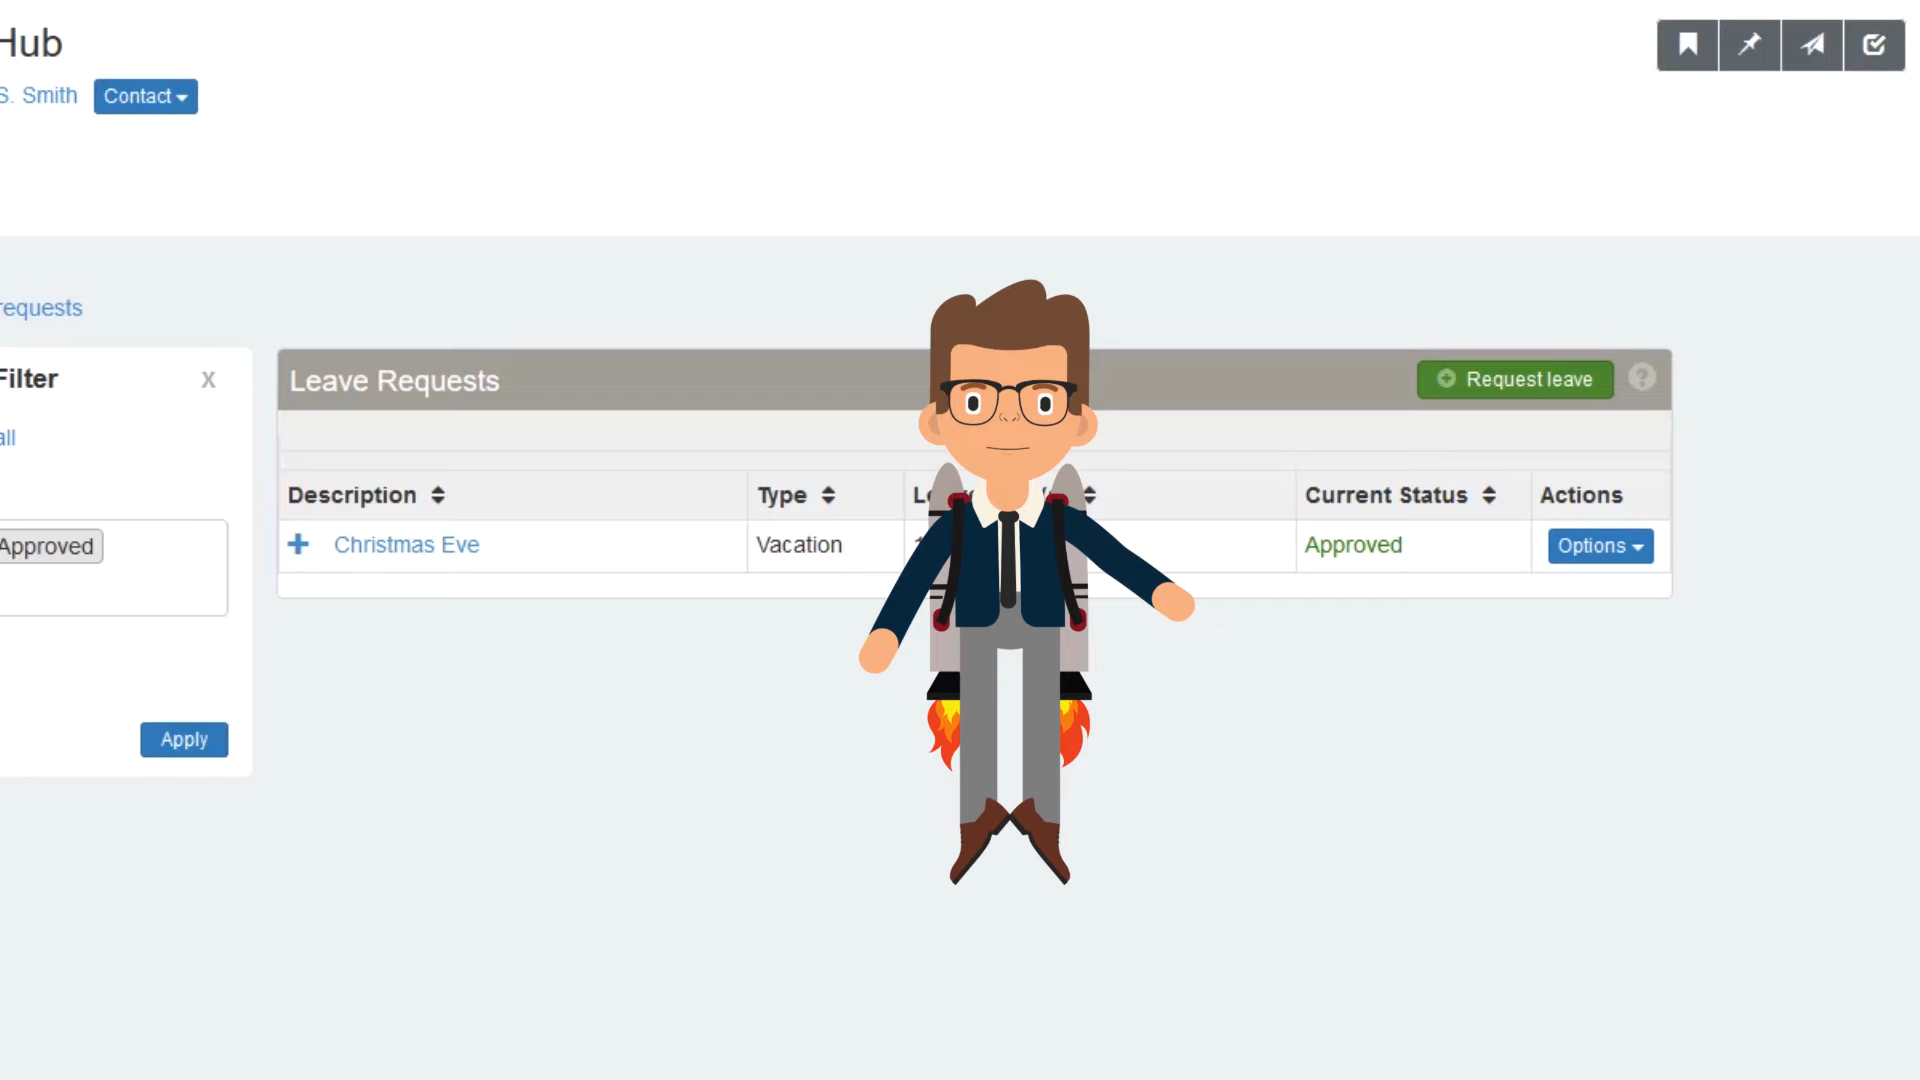 Hub
S. Smith Contact
requests
Filter X
all
Approved
Apply
Leave Requests Request leave ?
Description Type Current Status Actions
Christmas Eve Vacation Approved Options